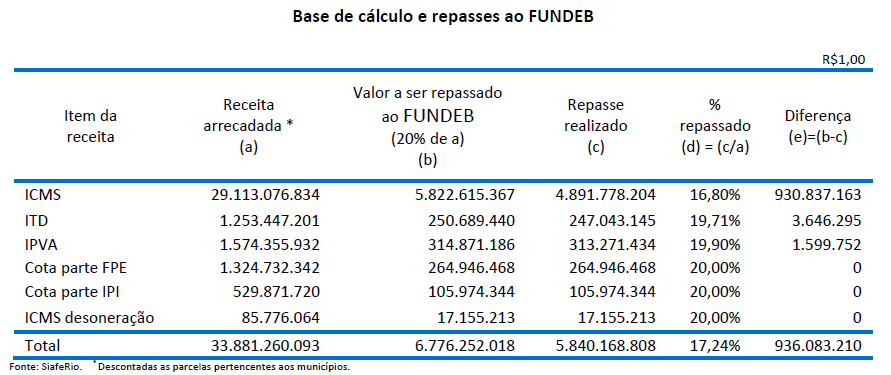 Base de cálculo e repasses ao FUNDEB
R$1,00
Item da receita Receita arrecadada * (a) Valor a ser repassado ao FUNDEB (20% de a) (b) Repasse realizado (c) % repassado (d) = (c/a) Diferença (e)=(b-c)
ICMS 29.113.076.834 5.822.615.367 4.891.778.204 16,80% 930.837.163
ITD 1.253.447.201 250.689.440 247.043.145 19,71% 3.646.295
IPVA 1.574.355.932 314.871.186 313.271.434 19,90% 1.599.752
Cota parte FPE 1.324.732.342 264.946.468 264.946.468 20,00% 0
Cota parte IPI 529.871.720 105.974.344 105.974.344 20,00% 0
ICMS desoneração 85.776.064 17.155.213 17.155.213 20,00% 0
Total 33.881.260.093 6.776.252.018 5.840.168.808 17,24% 936.083.210
Fonte: SiafeRio. *Descontadas as parcelas pertencentes aos municípios.